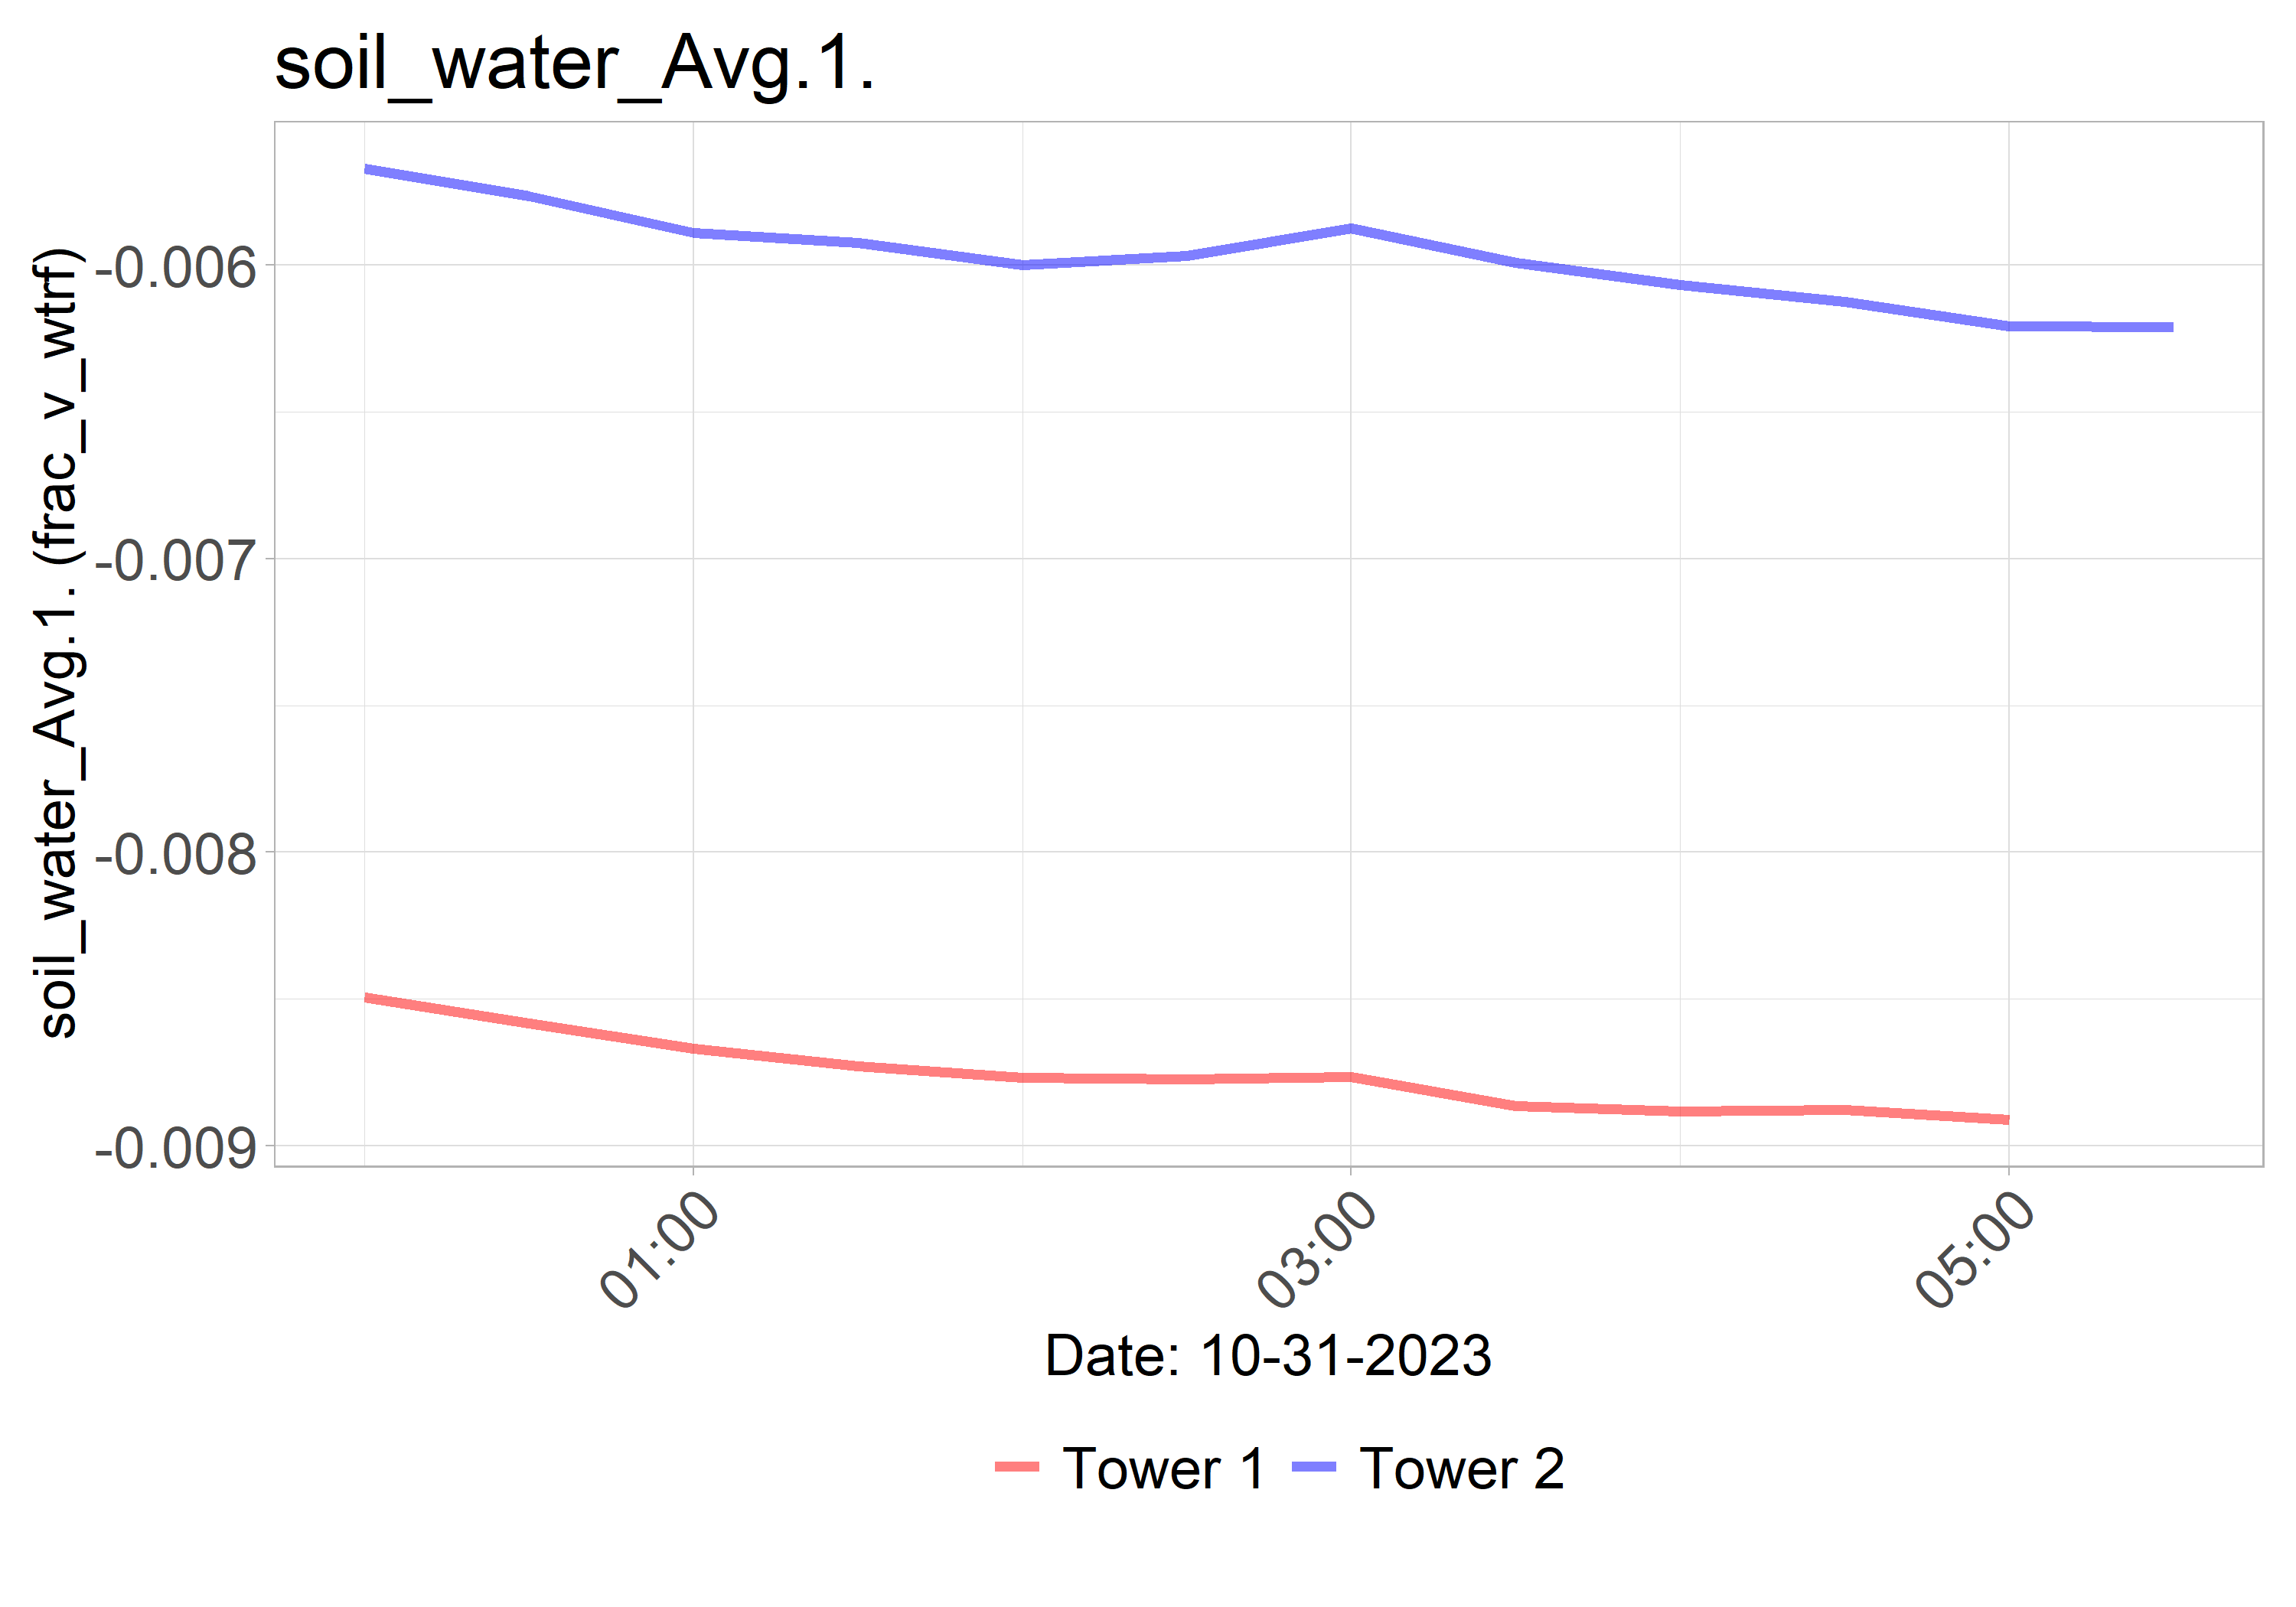 soil_water_Avg.1.
soil_water_Avg.1. (frac_v_wtrf)
-0.006
-0.007
-0.008
-0.009
01:00
03:00
05:00
Date: 10-31-2023
Tower 1
Tower 2